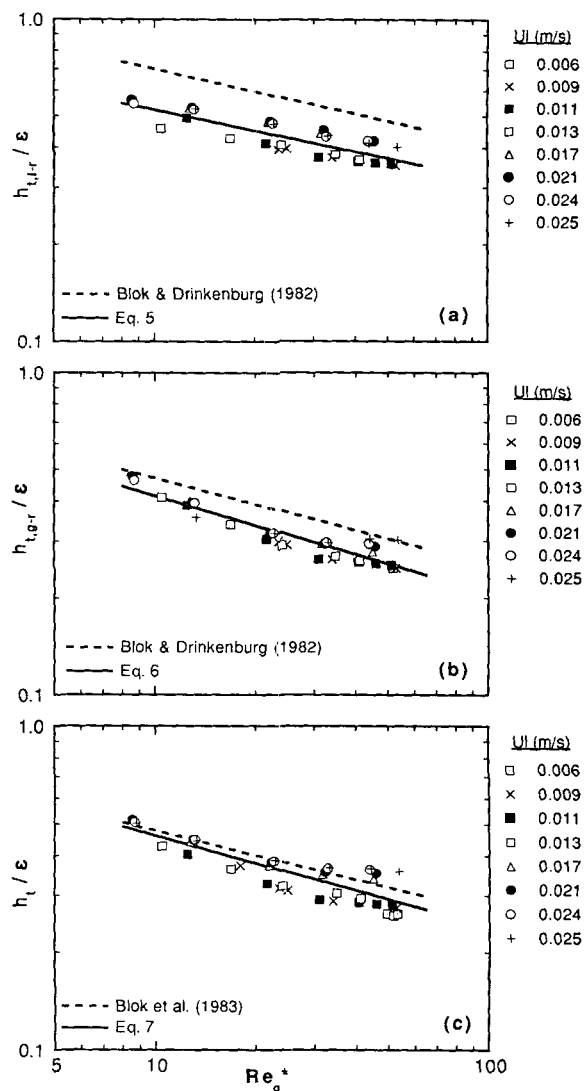 1.0
h t,l-r / ε
0.1
Blok & Drinkenburg (1982)
Eq. 5
(a)
Ul (m/s)
0.006
0.009
0.011
0.013
0.017
0.021
0.024
0.025
1.0
h t,g-r / ε
0.1
Blok & Drinkenburg (1982)
Eq. 6
(b)
Ul (m/s)
0.006
0.009
0.011
0.013
0.017
0.021
0.024
0.025
1.0
h t / ε
0.1
Blok et al. (1983)
Eq. 7
(c)
Ul (m/s)
0.006
0.009
0.011
0.013
0.017
0.021
0.024
0.025
5 10 100
Re g *